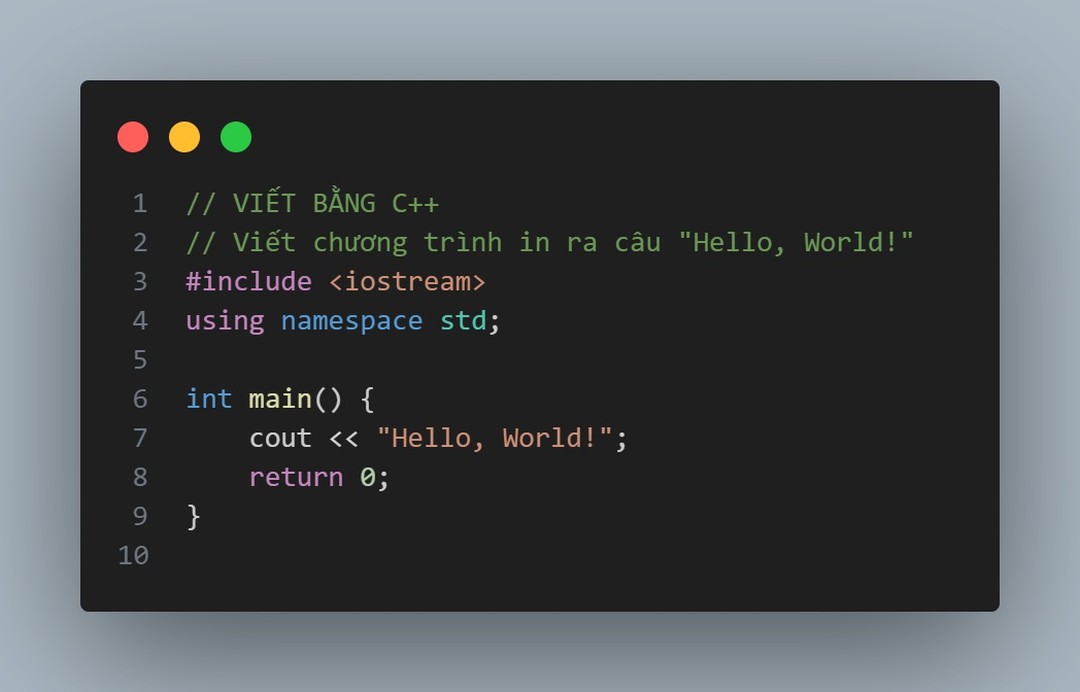 1 // VIẾT BẰNG C++
2 // Viết chương trình in ra câu "Hello, World!"
3 #include <iostream>
4 using namespace std;
5
6 int main() {
7     cout << "Hello, World!";
8     return 0;
9 }
10